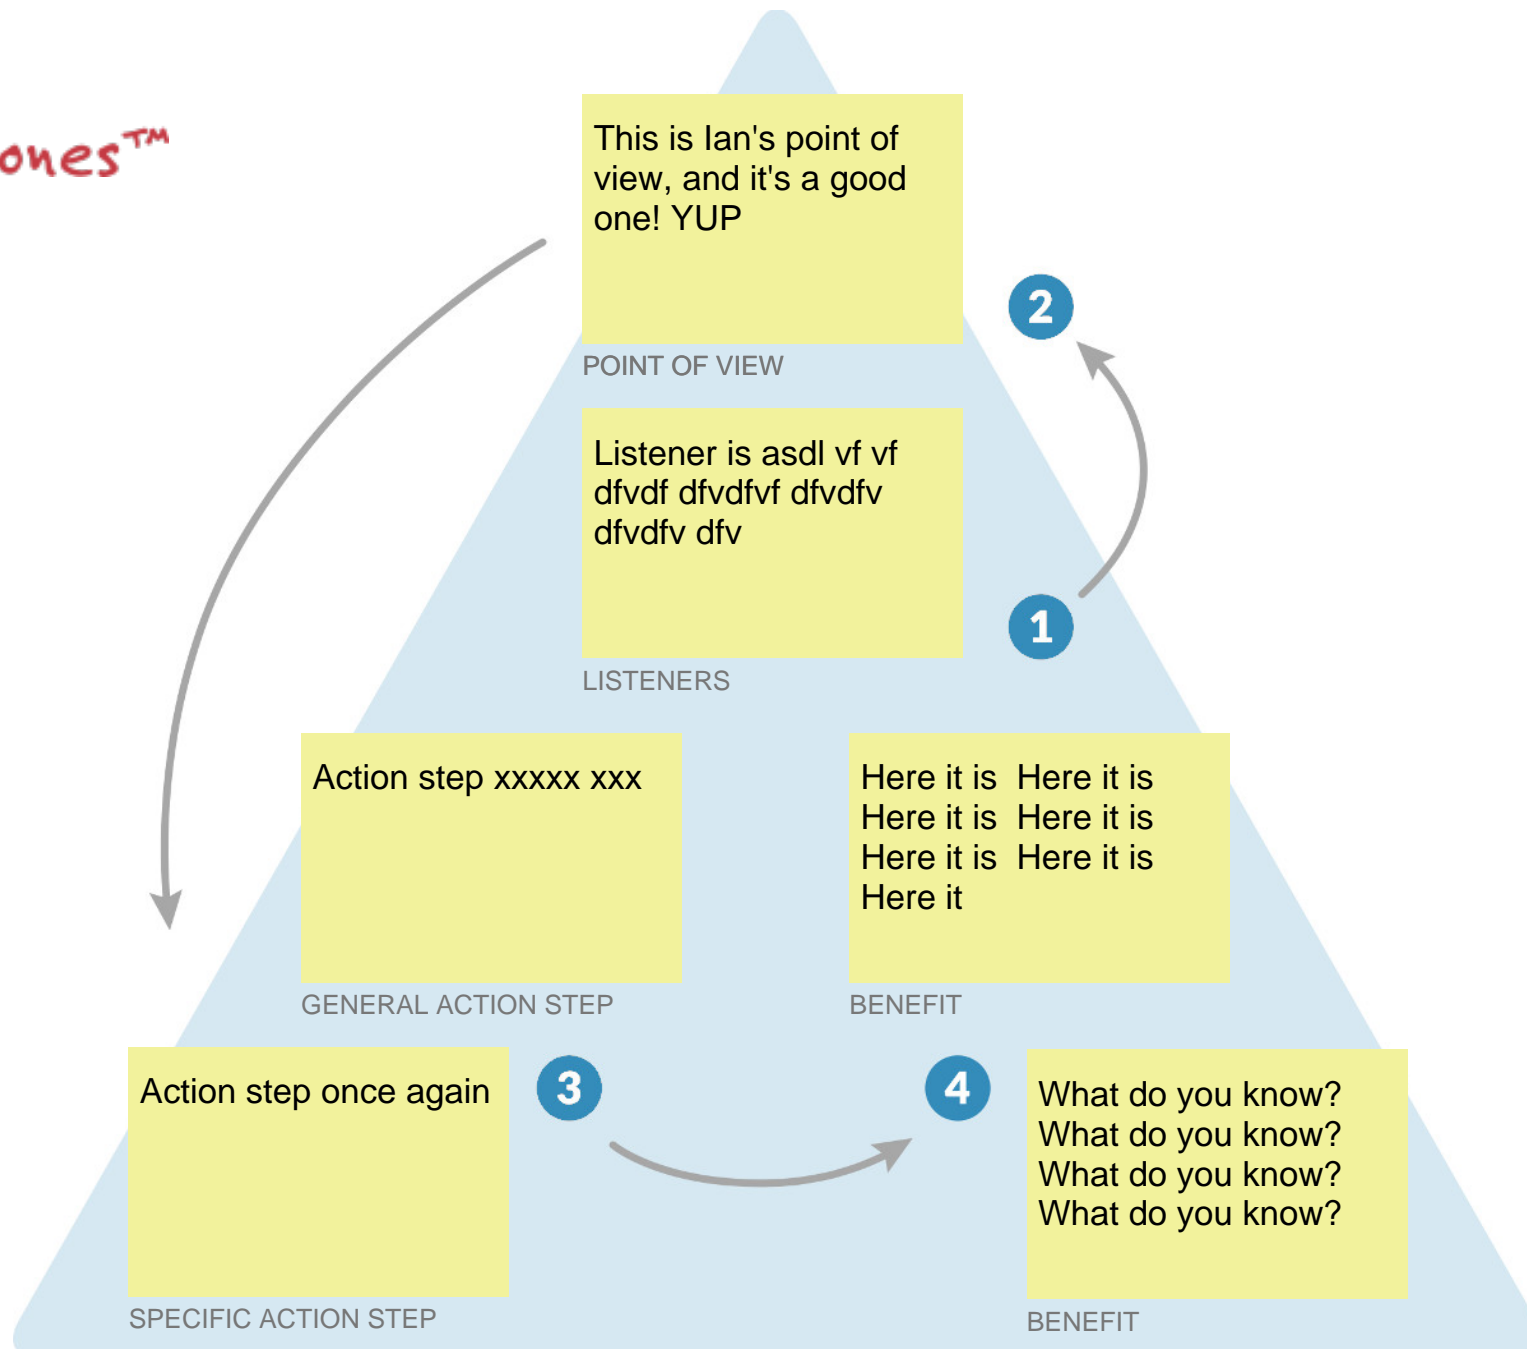 ones™
This is Ian's point of
view, and it's a good
one! YUP
2
POINT OF VIEW
Listener is asdl vf vf
dfvdf dfvdfvf dfvdfv
dfvdfv dfv
1
LISTENERS
Action step xxxxx xxx
GENERAL ACTION STEP
Here it is  Here it is
Here it is  Here it is
Here it is  Here it is
Here it
BENEFIT
Action step once again
SPECIFIC ACTION STEP
3
4
What do you know?
What do you know?
What do you know?
What do you know?
BENEFIT